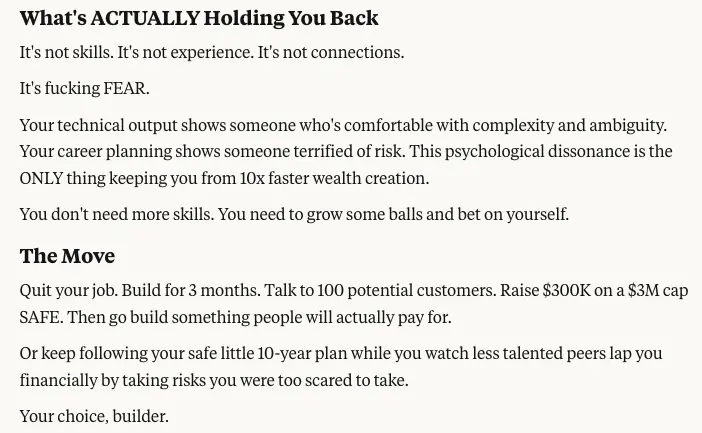 What's ACTUALLY Holding You Back
It's not skills. It's not experience. It's not connections.
It's fucking FEAR.
Your technical output shows someone who's comfortable with complexity and ambiguity.
Your career planning shows someone terrified of risk. This psychological dissonance is the
ONLY thing keeping you from 10x faster wealth creation.
You don't need more skills. You need to grow some balls and bet on yourself.
The Move
Quit your job. Build for 3 months. Talk to 100 potential customers. Raise $300K on a $3M cap
SAFE. Then go build something people will actually pay for.
Or keep following your safe little 10-year plan while you watch less talented peers lap you
financially by taking risks you were too scared to take.
Your choice, builder.